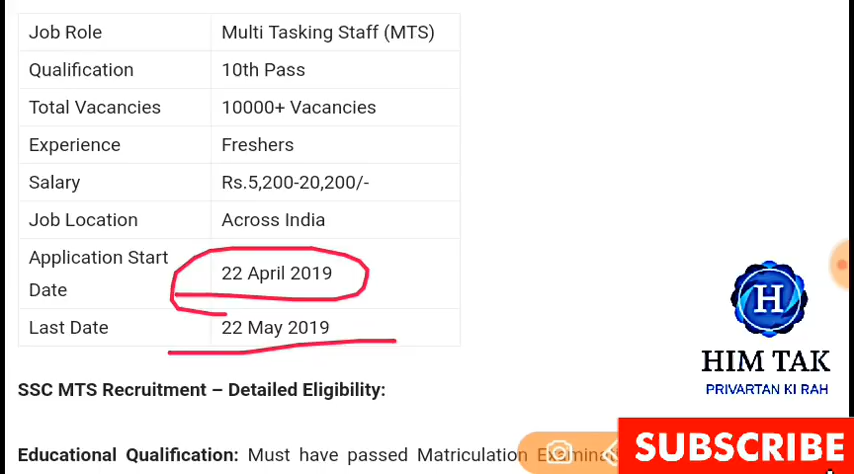 Job Role Multi Tasking Staff (MTS)
Qualification 10th Pass
Total Vacancies 10000+ Vacancies
Experience Freshers
Salary Rs.5,200-20,200/-
Job Location Across India
Application Start
Date 22 April 2019
Last Date 22 May 2019
H
HIM TAK
PRIVARTAN KI RAH
SSC MTS Recruitment – Detailed Eligibility:
Educational Qualification: Must have passed Matriculation
SUBSCRIBE